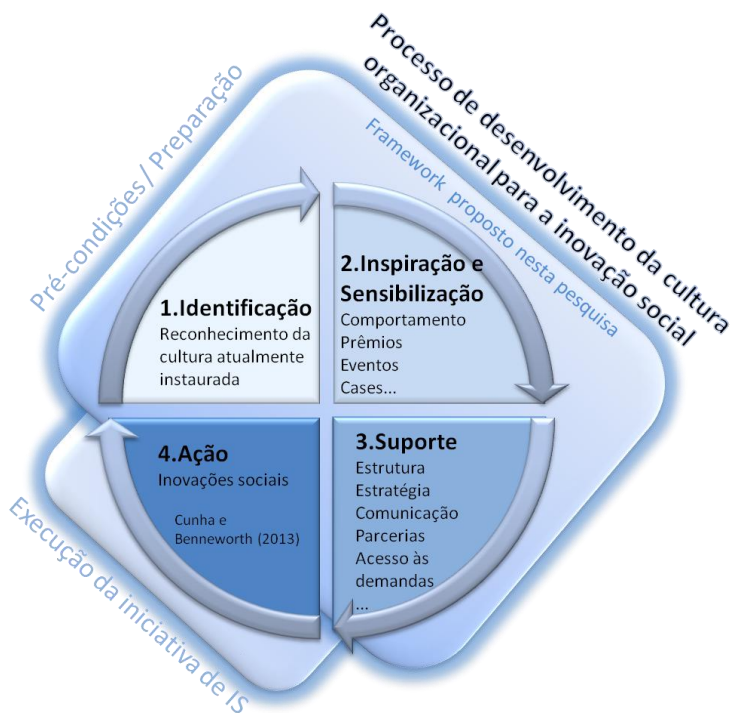 Processo de desenvolvimento da cultura
organizacional para a inovação social
Framework proposto nesta pesquisa
Pré-condições / Preparação
1.Identificação
Reconhecimento da
cultura atualmente
instaurada
2.Inspiração e
Sensibilização
Comportamento
Prêmios
Eventos
Cases...
3.Suporte
Estrutura
Estratégia
Comunicação
Parcerias
Acesso às
demandas
...
4.Ação
Inovações sociais
Cunha e
Benneworth (2013)
Execução da iniciativa de IS